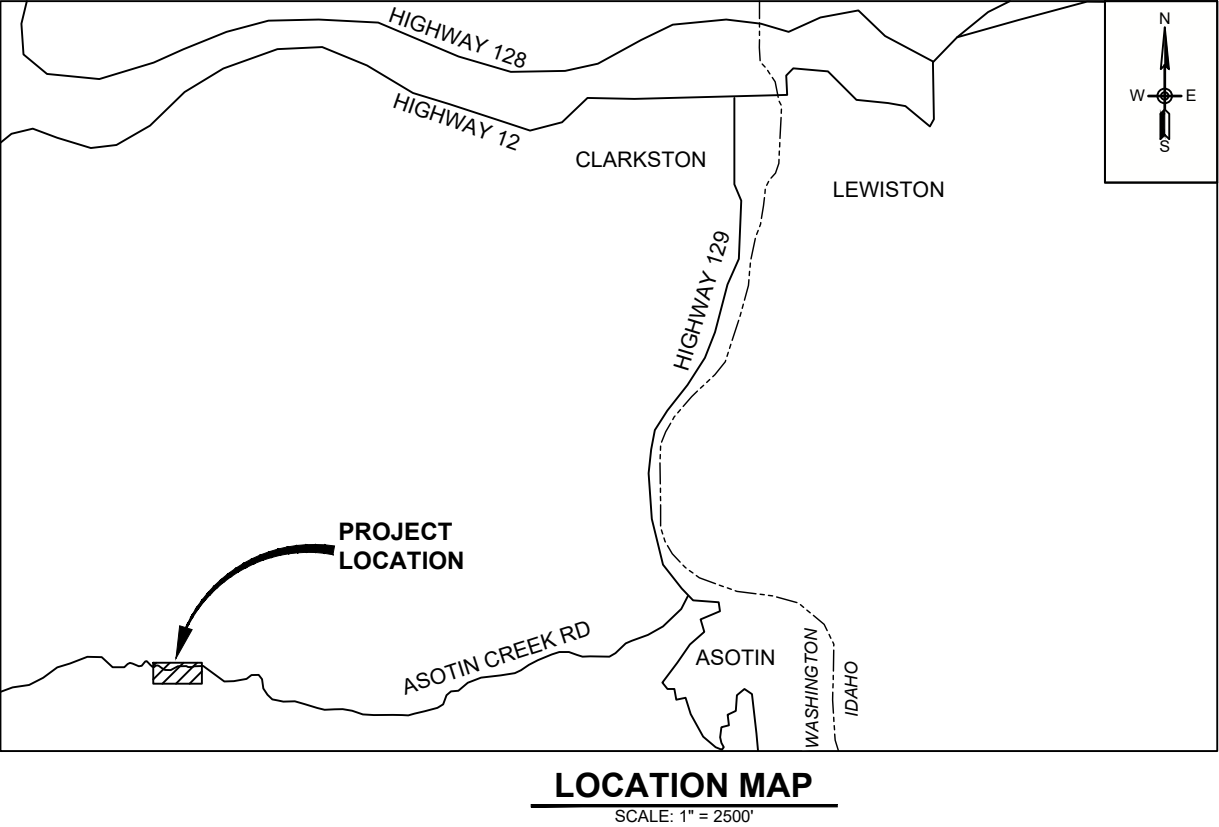 HIGHWAY 128
N
W E
S
HIGHWAY 12
CLARKSTON
LEWISTON
HIGHWAY 129
PROJECT
LOCATION
ASOTIN CREEK RD
ASOTIN
WASHINGTON
IDAHO
LOCATION MAP
SCALE: 1" = 2500'